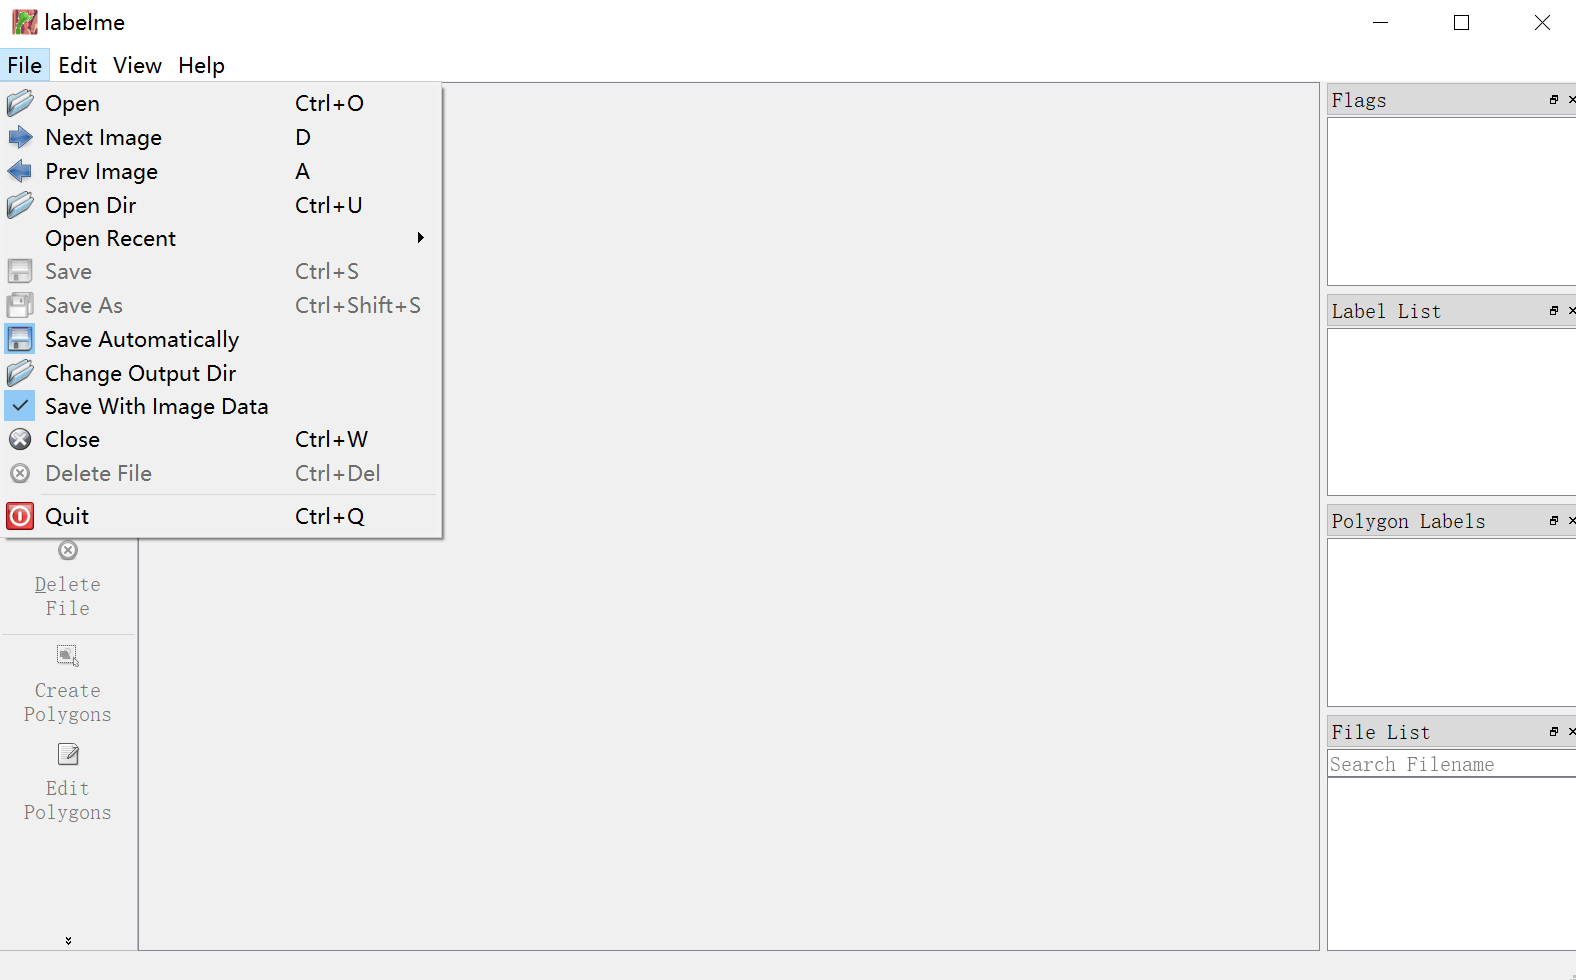 labelme
File Edit View Help
Open Ctrl+O
Next Image D
Prev Image A
Open Dir Ctrl+U
Open Recent
Save Ctrl+S
Save As Ctrl+Shift+S
Save Automatically
Change Output Dir
Save With Image Data
Close Ctrl+W
Delete File Ctrl+Del
Quit Ctrl+Q
Delete
File
Create
Polygons
Edit
Polygons
Flags
Label List
Polygon Labels
File List
Search Filename